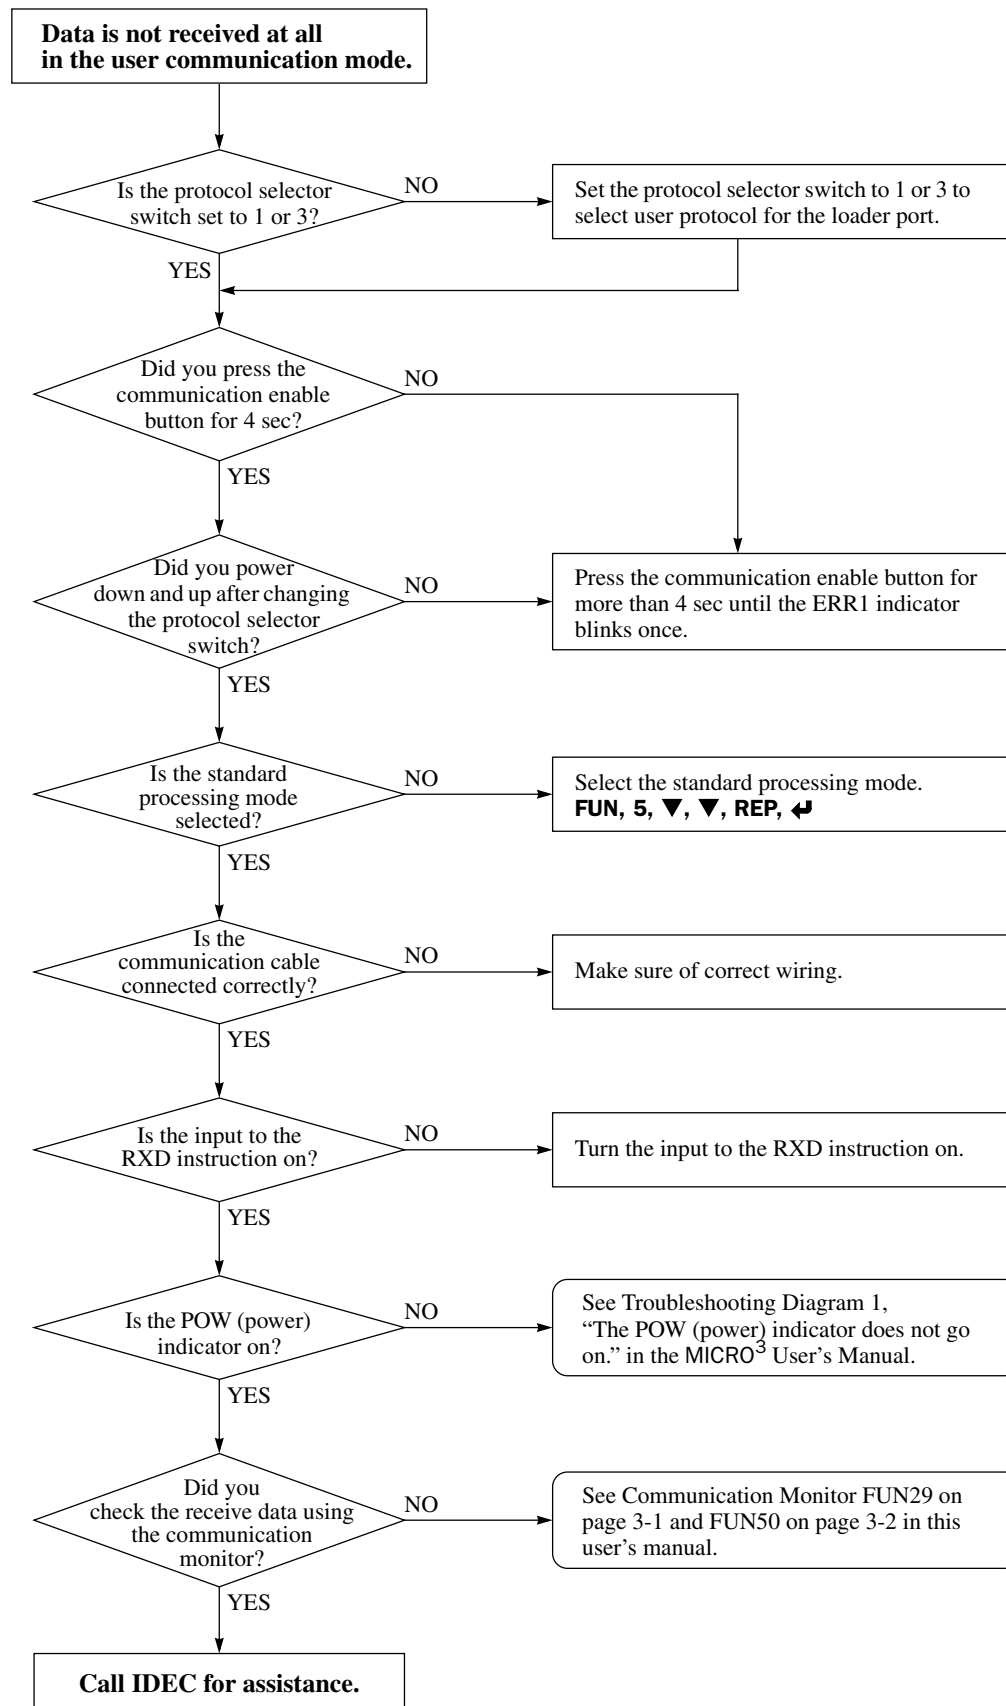 Data is not received at all
in the user communication mode.
Is the protocol selector
switch set to 1 or 3?
NO
Set the protocol selector switch to 1 or 3 to
select user protocol for the loader port.
YES
Did you press the
communication enable
button for 4 sec?
NO
YES
Did you power
down and up after changing
the protocol selector
switch?
NO
Press the communication enable button for
more than 4 sec until the ERR1 indicator
blinks once.
YES
Is the standard
processing mode
selected?
NO
Select the standard processing mode.
FUN, 5, ▼, ▼, REP, ↵
YES
Is the
communication cable
connected correctly?
NO
Make sure of correct wiring.
YES
Is the input to the
RXD instruction on?
NO
Turn the input to the RXD instruction on.
YES
Is the POW (power)
indicator on?
NO
See Troubleshooting Diagram 1,
“The POW (power) indicator does not go
on.” in the MICRO³ User's Manual.
YES
Did you
check the receive data using
the communication
monitor?
NO
See Communication Monitor FUN29 on
page 3-1 and FUN50 on page 3-2 in this
user's manual.
YES
Call IDEC for assistance.